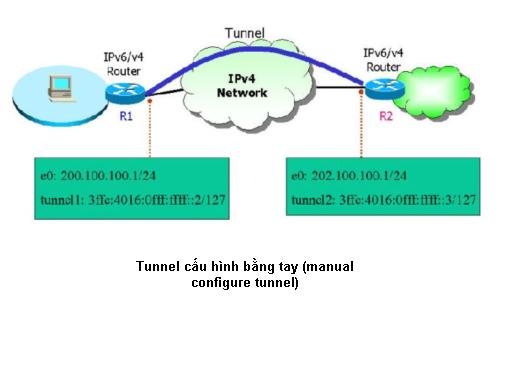 Tunnel
IPv6/v4
Router
IPv6/v4
Router
IPv4
Network
R1
R2
e0: 200.100.100.1/24
tunnel1: 3ffe:4016:0fff:ffff::2/127
e0: 202.100.100.1/24
tunnel2: 3ffe:4016:0fff:ffff::3/127
Tunnel cấu hình bằng tay (manual
configure tunnel)